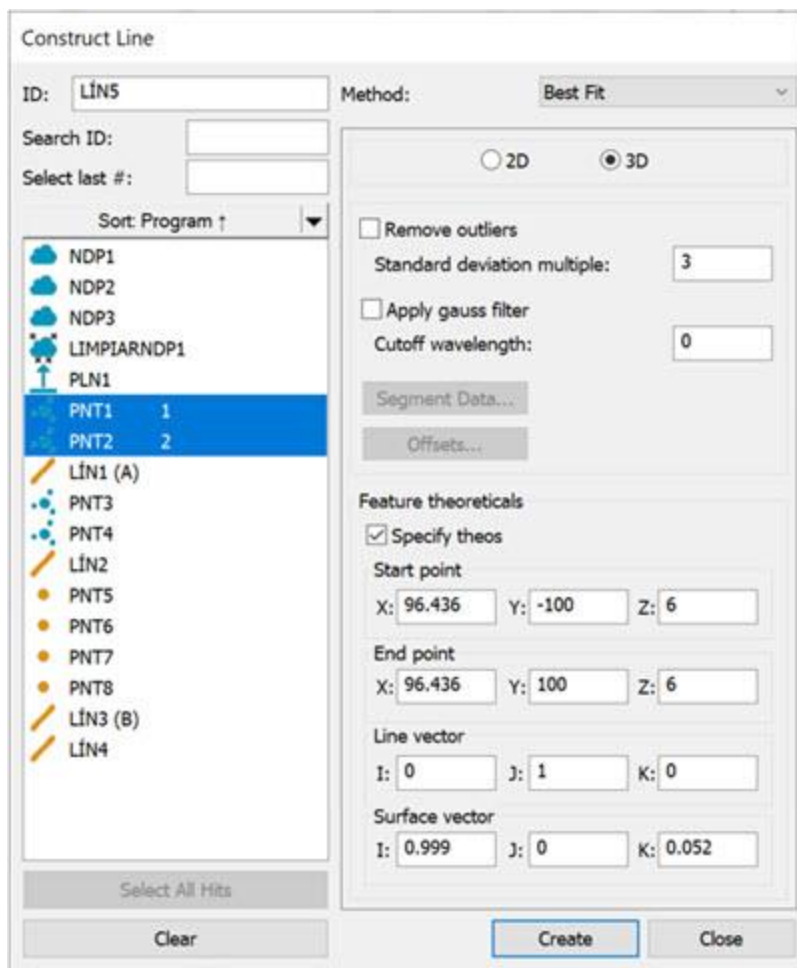 Construct Line
ID: LÍN5
Search ID:
Select last #:
Sort: Program ↑
NDP1
NDP2
NDP3
LIMPIARNDP1
PLN1
PNT1 1
PNT2 2
LÍN1 (A)
PNT3
PNT4
LÍN2
PNT5
PNT6
PNT7
PNT8
LÍN3 (B)
LÍN4
Select All Hits
Clear
Method: Best Fit
2D 3D
Remove outliers
Standard deviation multiple: 3
Apply gauss filter
Cutoff wavelength: 0
Segment Data...
Offsets...
Feature theoreticals
Specify theos
Start point
X: 96.436 Y: -100 Z: 6
End point
X: 96.436 Y: 100 Z: 6
Line vector
I: 0 J: 1 K: 0
Surface vector
I: 0.999 J: 0 K: 0.052
Create Close